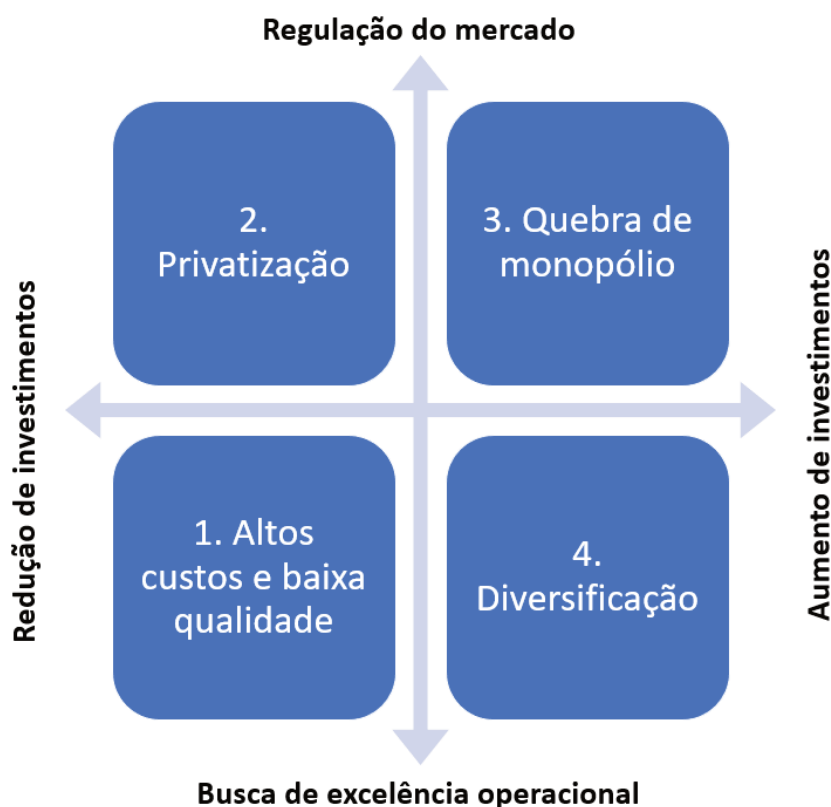 Regulação do mercado
2.
Privatização
3. Quebra de
monopólio
Redução de investimentos
Aumento de investimentos
1. Altos
custos e baixa
qualidade
4.
Diversificação
Busca de excelência operacional